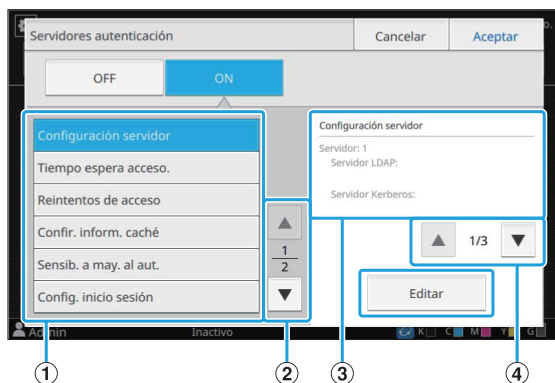 Servidores autenticación
Cancelar
Aceptar
OFF
ON
Configuración servidor
Tiempo espera acceso.
Reintentos de acceso
Confir. inform. caché
Sensib. a may. al aut.
Config. inicio sesión
1
2
Configuración servidor
Servidor: 1
Servidor LDAP:
Servidor Kerberos:
1/3
Editar
Admin
Inactivo
K C M Y G
1 2 3 4